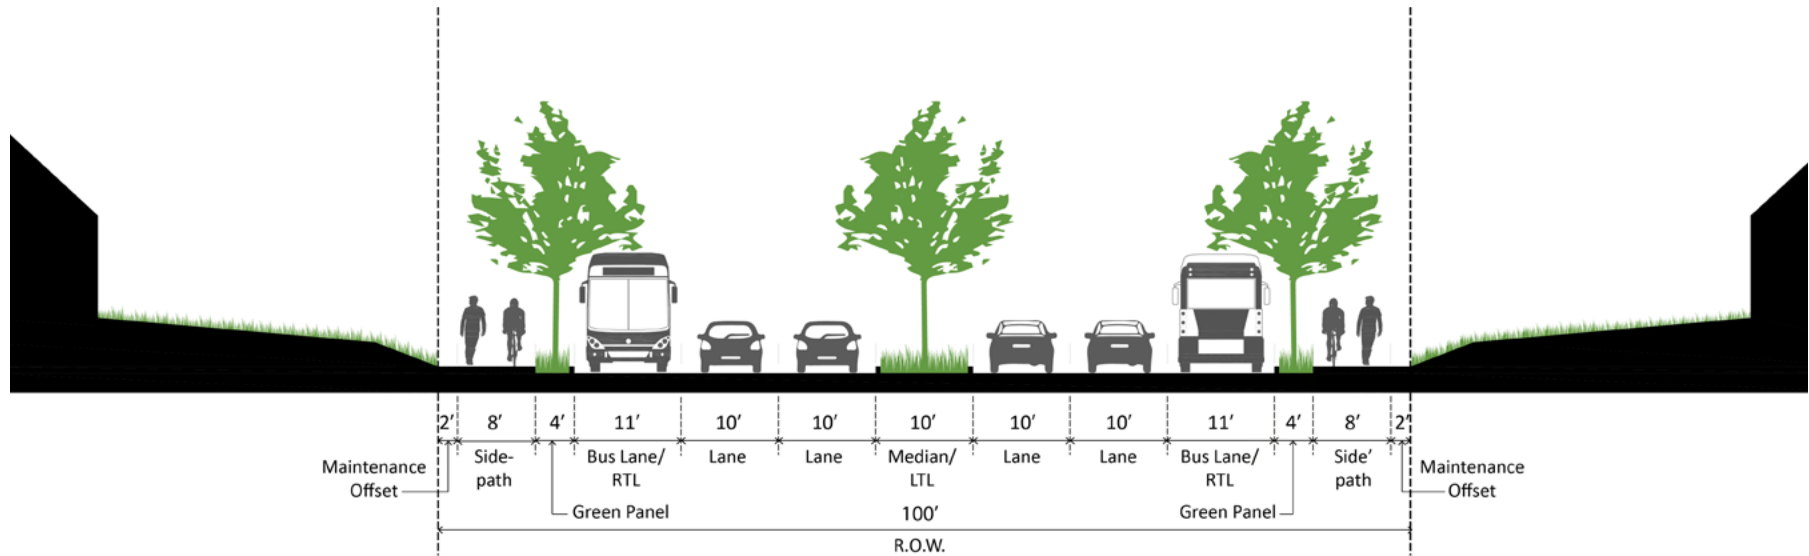 2’ 8’ 4’ 11’ 10’ 10’ 10’ 10’ 10’ 11’ 4’ 8’ 2’
Maintenance
Offset
Side-
path
Green Panel
Bus Lane/
RTL
Lane
Lane
Median/
LTL
Lane
Lane
Bus Lane/
RTL
Green Panel
Side’
path
Maintenance
Offset
100’
R.O.W.